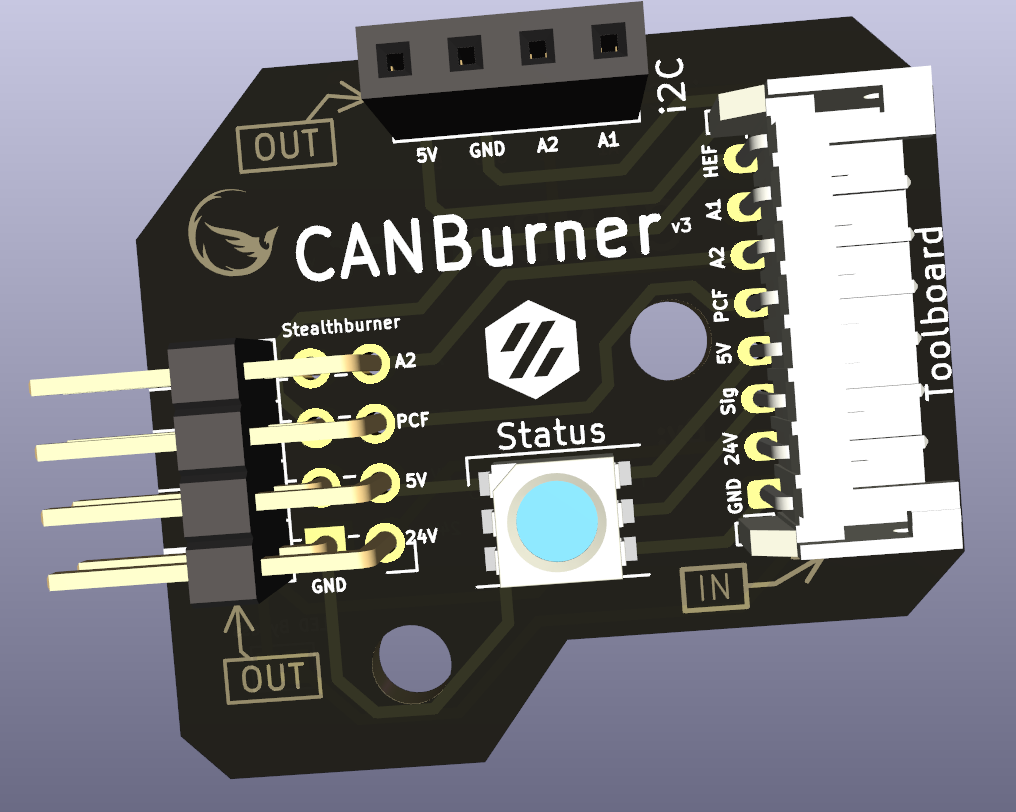 i2C
OUT
5V GND A2 A1
HEF
A1
A2
PCF
5V
Sig
24V
GND
CANBurner v3
Toolboard
Stealthburner
A2
PCF
5V
24V
GND
Status
IN
OUT